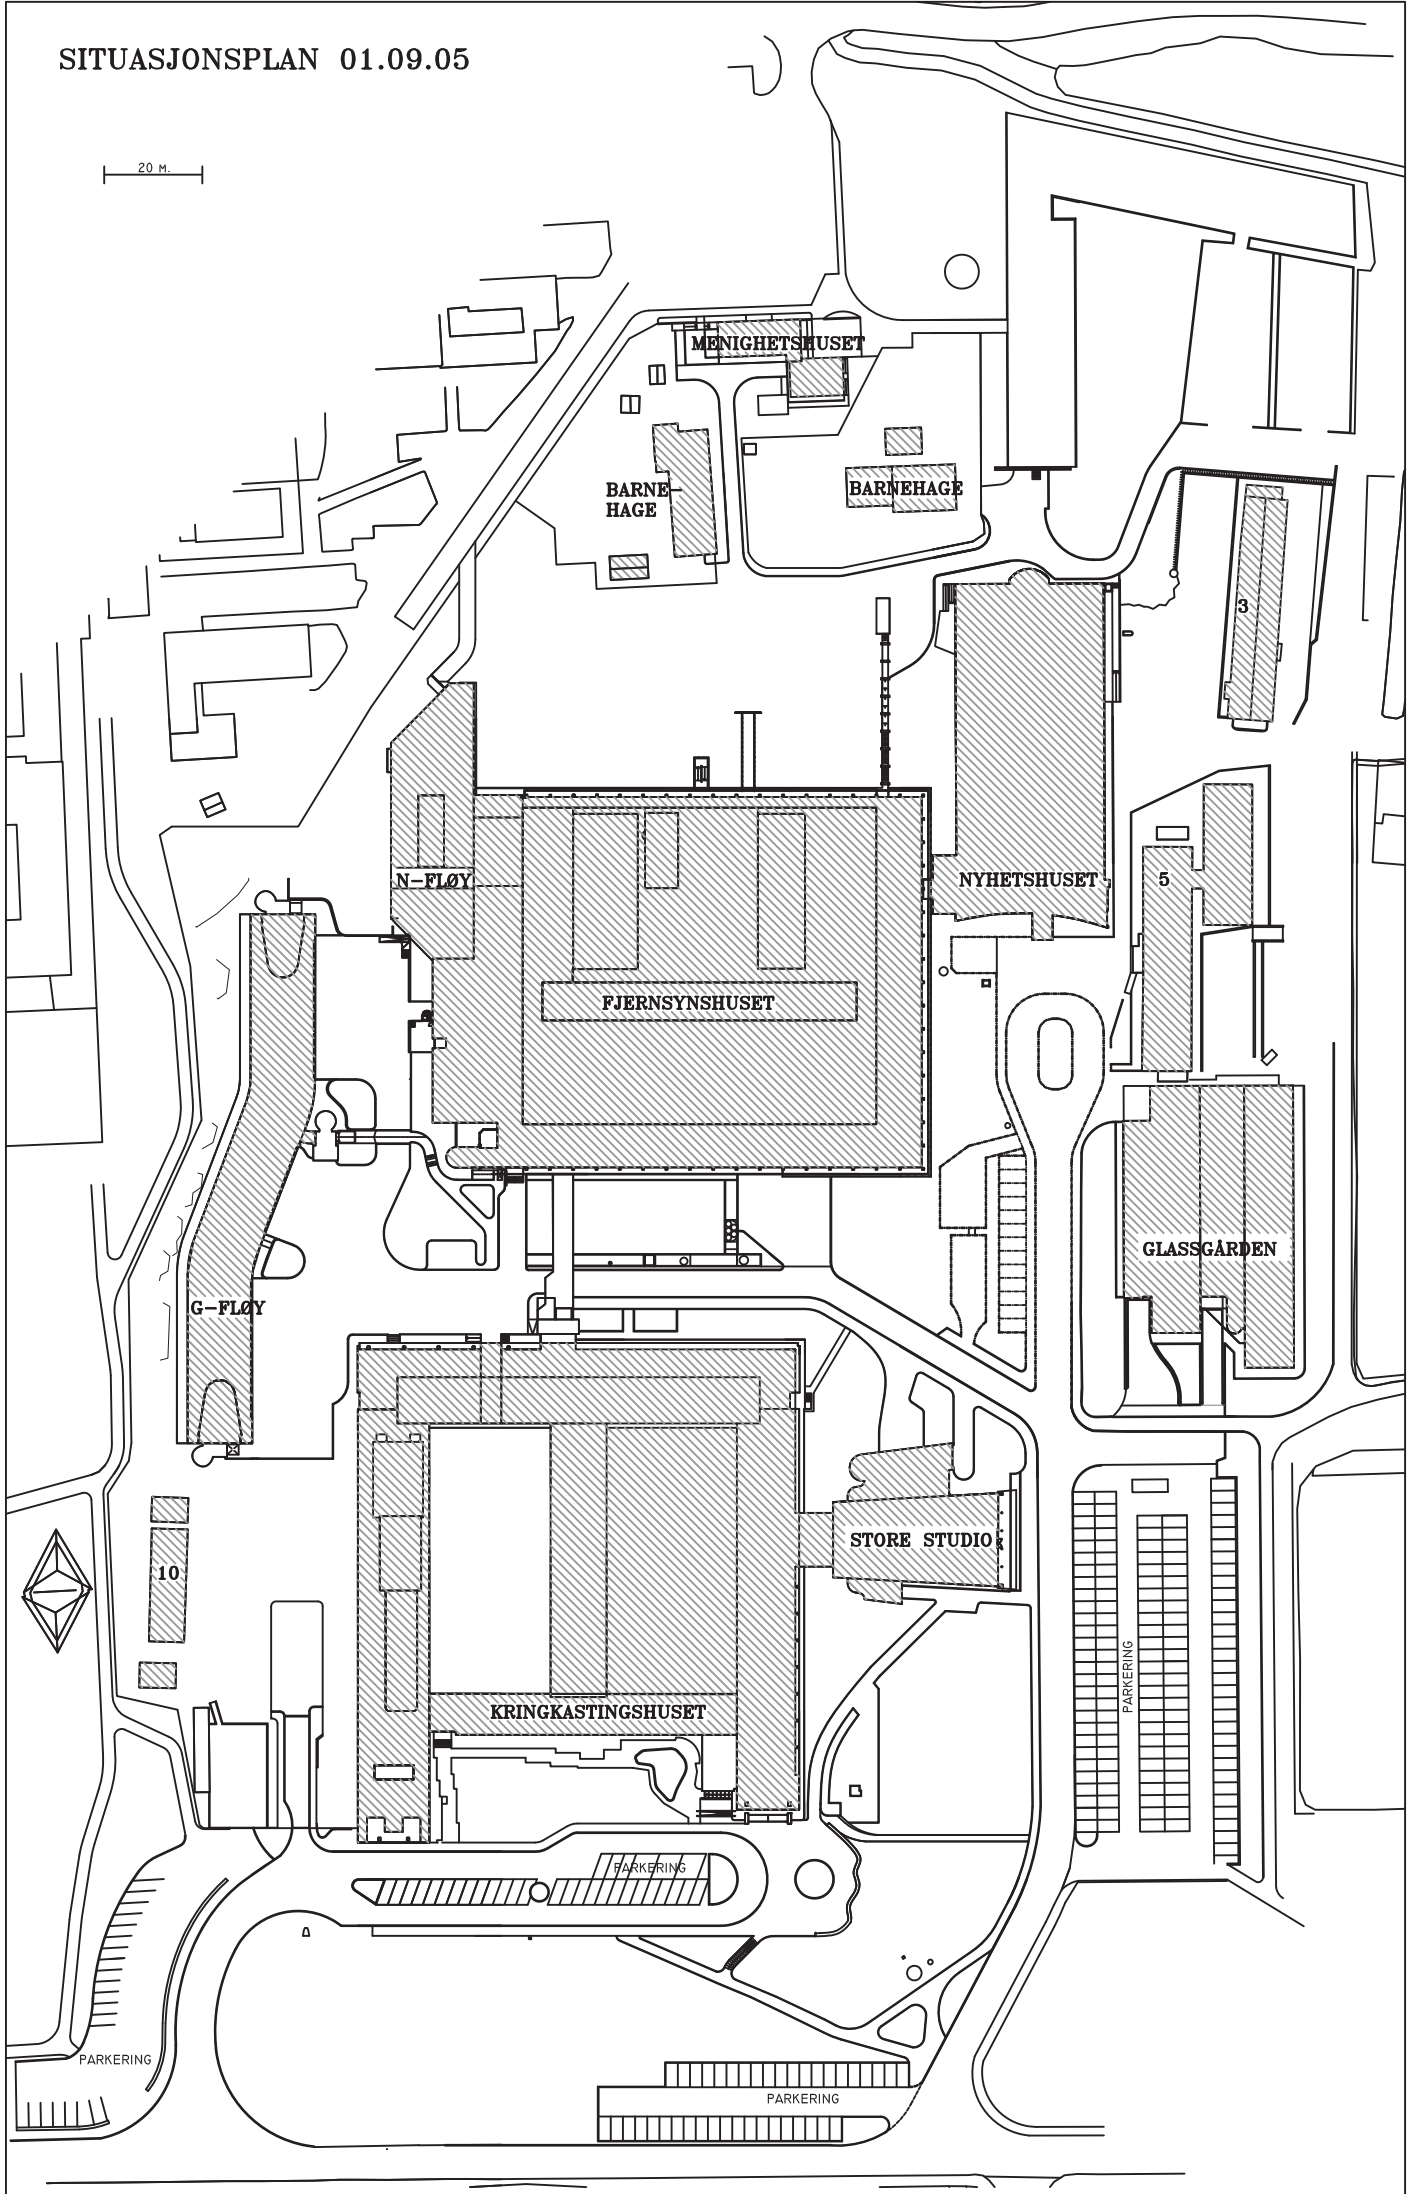 SITUASJONSPLAN 01.09.05
20 M.
MENIGHETSHUSET
BARNE-
HAGE
BARNEHAGE
3
N-FLØY
NYHETSHUSET
5
FJERNSYNSHUSET
GLASSGÅRDEN
G-FLØY
STORE STUDIO
10
PARKERING
KRINGKASTINGSHUSET
PARKERING
PARKERING
PARKERING